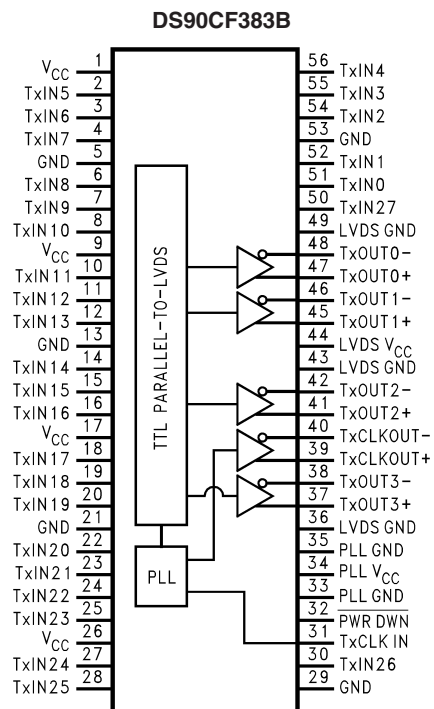 DS90CF383B
VCC 1
TxIN5 2
TxIN6 3
TxIN7 4
GND 5
TxIN8 6
TxIN9 7
TxIN10 8
VCC 9
TxIN11 10
TxIN12 11
TxIN13 12
GND 13
TxIN14 14
TxIN15 15
TxIN16 16
VCC 17
TxIN17 18
TxIN18 19
TxIN19 20
GND 21
TxIN20 22
TxIN21 23
TxIN22 24
TxIN23 25
VCC 26
TxIN24 27
TxIN25 28
TTL PARALLEL-TO-LVDS
PLL
56 TxIN4
55 TxIN3
54 TxIN2
53 GND
52 TxIN1
51 TxIN0
50 TxIN27
49 LVDS GND
48 TxOUT0-
47 TxOUT0+
46 TxOUT1-
45 TxOUT1+
44 LVDS VCC
43 LVDS GND
42 TxOUT2-
41 TxOUT2+
40 TxCLKOUT-
39 TxCLKOUT+
38 TxOUT3-
37 TxOUT3+
36 LVDS GND
35 PLL GND
34 PLL VCC
33 PLL GND
32 PWR DWN
31 TxCLK IN
30 TxIN26
29 GND